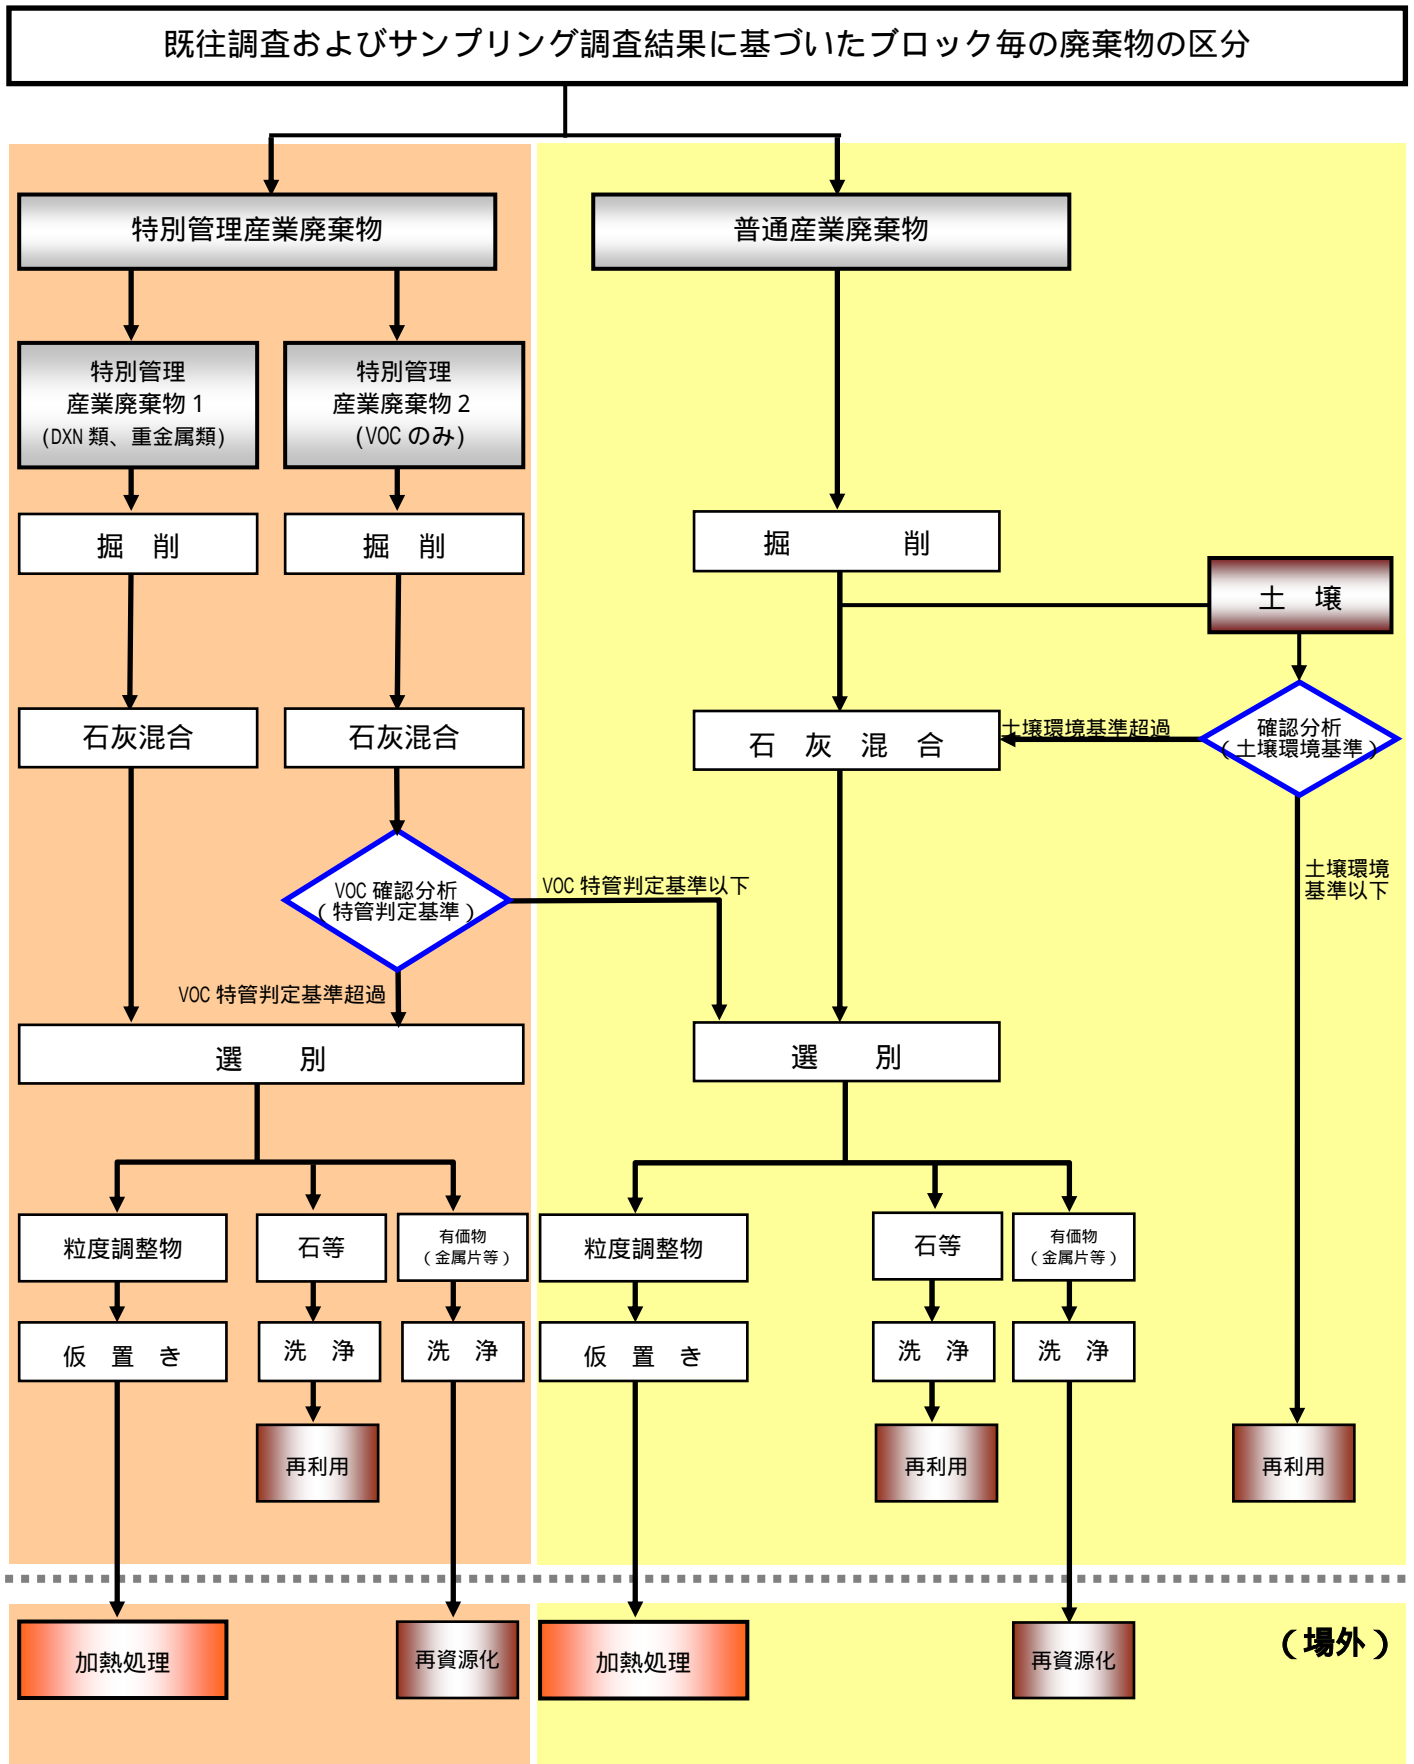 既往調査およびサンプリング調査結果に基づいたブロック毎の廃棄物の区分
特別管理産業廃棄物
普通産業廃棄物
特別管理
産業廃棄物1
(DXN 類、重金属類)
特別管理
産業廃棄物2
(VOC のみ)
掘　削
掘　削
掘　　　削
土　壌
石灰混合
石灰混合
石　灰　混　合
土壌環境基準超過
確認分析
(土壌環境基準)
VOC 確認分析
(特管判定基準)
VOC 特管判定基準以下
土壌環境
基準以下
VOC 特管判定基準超過
選　　別
選　　別
粒度調整物
石等
有価物
(金属片等)
粒度調整物
石等
有価物
(金属片等)
仮　置　き
洗　浄
洗　浄
仮　置　き
洗　浄
洗　浄
再利用
再利用
再利用
加熱処理
再資源化
加熱処理
再資源化
(場外)